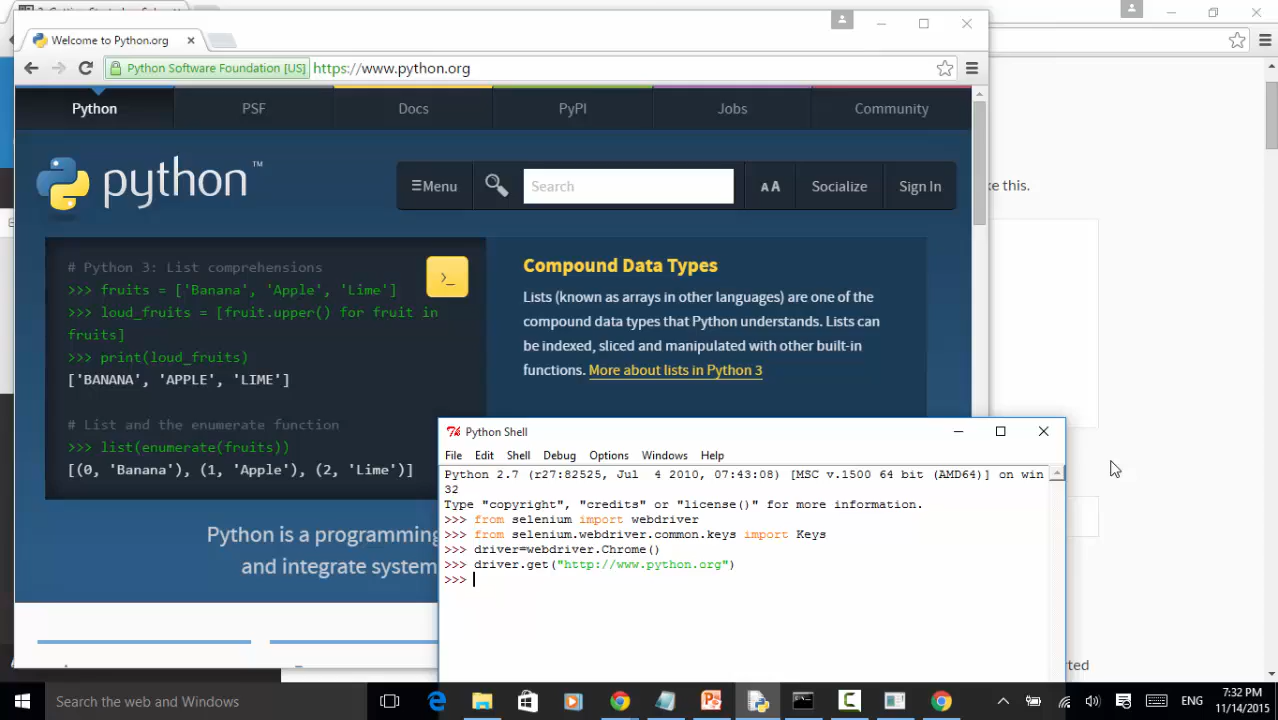 Welcome to Python.org
Python Software Foundation [US]
https://www.python.org
Python
PSF
Docs
PyPI
Jobs
Community
python™
Menu
Search
AA
Socialize
Sign In
ke this.
# Python 3: List comprehensions
>>> fruits = ['Banana', 'Apple', 'Lime']
>>> loud_fruits = [fruit.upper() for fruit in
fruits]
>>> print(loud_fruits)
['BANANA', 'APPLE', 'LIME']
# List and the enumerate function
>>> list(enumerate(fruits))
[(0, 'Banana'), (1, 'Apple'), (2, 'Lime')]
>_
Compound Data Types
Lists (known as arrays in other languages) are one of the
compound data types that Python understands. Lists can
be indexed, sliced and manipulated with other built-in
functions. More about lists in Python 3
Python is a programming
and integrate system
Python Shell
File Edit Shell Debug Options Windows Help
Python 2.7 (r27:82525, Jul  4 2010, 07:43:08) [MSC v.1500 64 bit (AMD64)] on win
32
Type "copyright", "credits" or "license()" for more information.
>>> from selenium import webdriver
>>> from selenium.webdriver.common.keys import Keys
>>> driver=webdriver.Chrome()
>>> driver.get("http://www.python.org")
>>>
ted
Search the web and Windows
ENG
7:32 PM
11/14/2015